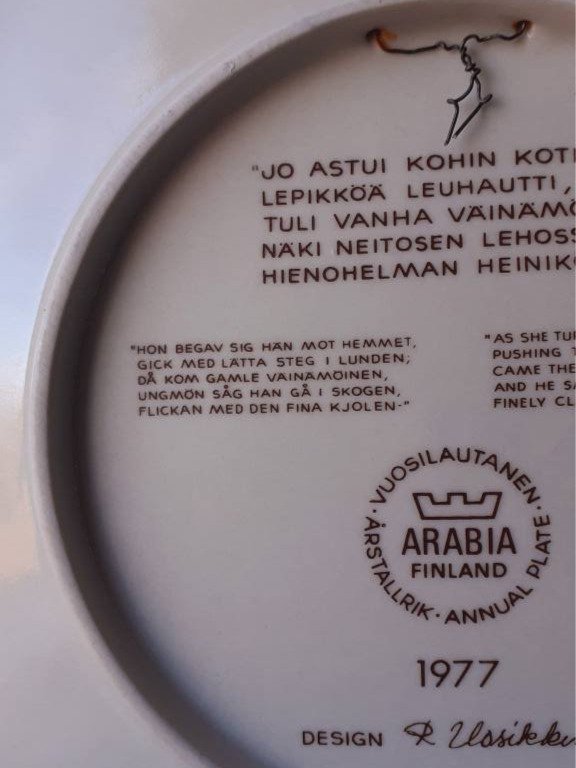 "JO ASTUI KOHIN KOTI
LEPIKKÖÄ LEUHAUTTI,
TULI VANHA VÄINÄMÖ
NÄKI NEITOSEN LEHOSS
HIENOHELMAN HEINIKO
"HON BEGAV SIG HÄN MOT HEMMET,
GICK MED LÄTTA STEG I LUNDEN;
DÅ KOM GAMLE VÄINÄMÖINEN,
UNGMÖN SÅG HAN GÅ I SKOGEN,
FLICKAN MED DEN FINA KJOLEN-"
"AS SHE TU
PUSHING T
CAME THE
AND HE SA
FINELY CL
VUOSILAUTANEN · ANNUAL PLATE · ÅRSTALLRIK ·
ARABIA
FINLAND
1977
DESIGN R Uosikki